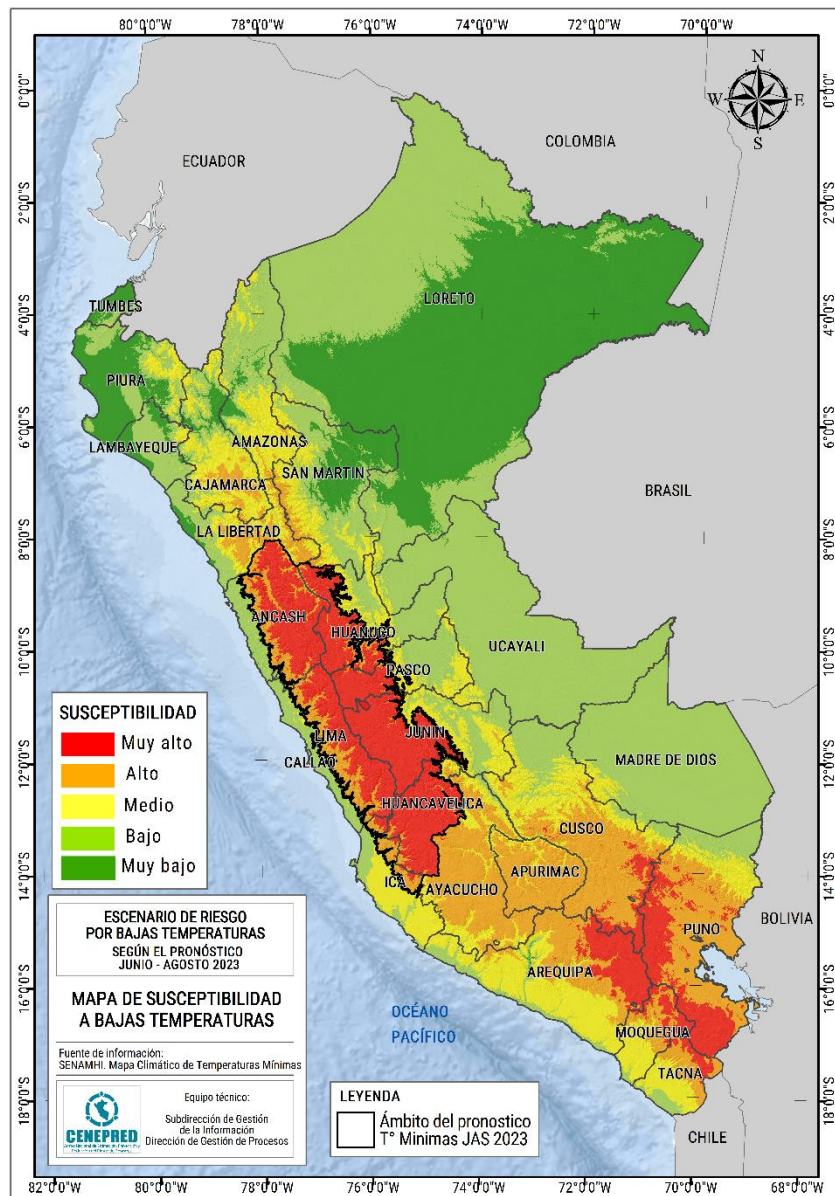 80°0'0"W 76°0'0"W 74°0'0"W 72°0'0"W 70°0'0"W
N
W E
S
0°0'0"
2°0'0"S
4°0'0"S
6°0'0"S
8°0'0"S
10°0'0"S
12°0'0"S
14°0'0"S
16°0'0"S
18°0'0"S
COLOMBIA
ECUADOR
LORETO
TUMBES
PIURA
LAMBAYEQUE
AMAZONAS
SAN MARTIN
CAJAMARCA
BRASIL
LA LIBERTAD
ANCASH
HUANUCO
UCAYALI
PASCO
LIMA
JUNIN
CALLAO
MADRE DE DIOS
HUANCAVELICA
CUSCO
APURIMAC
ICA
AYACUCHO
BOLIVIA
PUNO
AREQUIPA
MOQUEGUA
TACNA
CHILE
OCÉANO
PACÍFICO
SUSCEPTIBILIDAD
Muy alto
Alto
Medio
Bajo
Muy bajo
ESCENARIO DE RIESGO
POR BAJAS TEMPERATURAS
SEGÚN EL PRONÓSTICO
JUNIO - AGOSTO 2023
MAPA DE SUSCEPTIBILIDAD
A BAJAS TEMPERATURAS
Fuente de información:
SENAMHI. Mapa Climático de Temperaturas Mínimas
CENEPRED
Equipo técnico:
Subdirección de Gestión
de la Información
Dirección de Gestión de Procesos
LEYENDA
Ámbito del pronostico
T° Minimas JAS 2023
0°0'0"
2°0'0"S
4°0'0"S
6°0'0"S
8°0'0"S
10°0'0"S
12°0'0"S
14°0'0"S
16°0'0"S
18°0'0"S
82°0'0"W 80°0'0"W 78°0'0"W 76°0'0"W 74°0'0"W 72°0'0"W 70°0'0"W 68°0'0"W